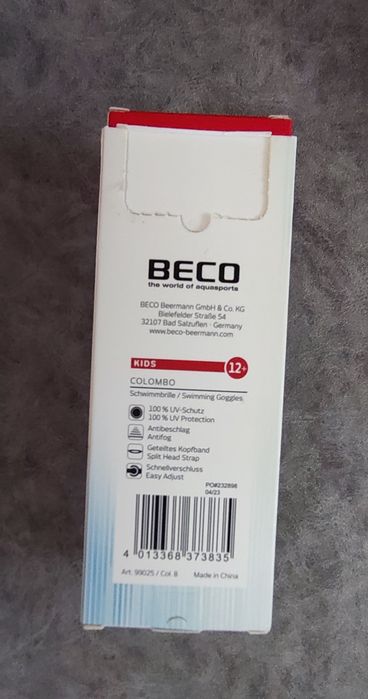 BECO
the world of aquasports
BECO Beermann GmbH & Co. KG
Bielefelder Straße 54
32107 Bad Salzuflen · Germany
www.beco-beermann.com
KIDS 12+
COLOMBO
Schwimmbrille / Swimming Goggles
100 % UV-Schutz
100 % UV Protection
Antibeschlag
Antifog
Geteiltes Kopfband
Split Head Strap
Schnellverschluss
Easy Adjust
PO#232898
04/23
4 013368 373835
Art. 99025 / Col. 8 Made in China